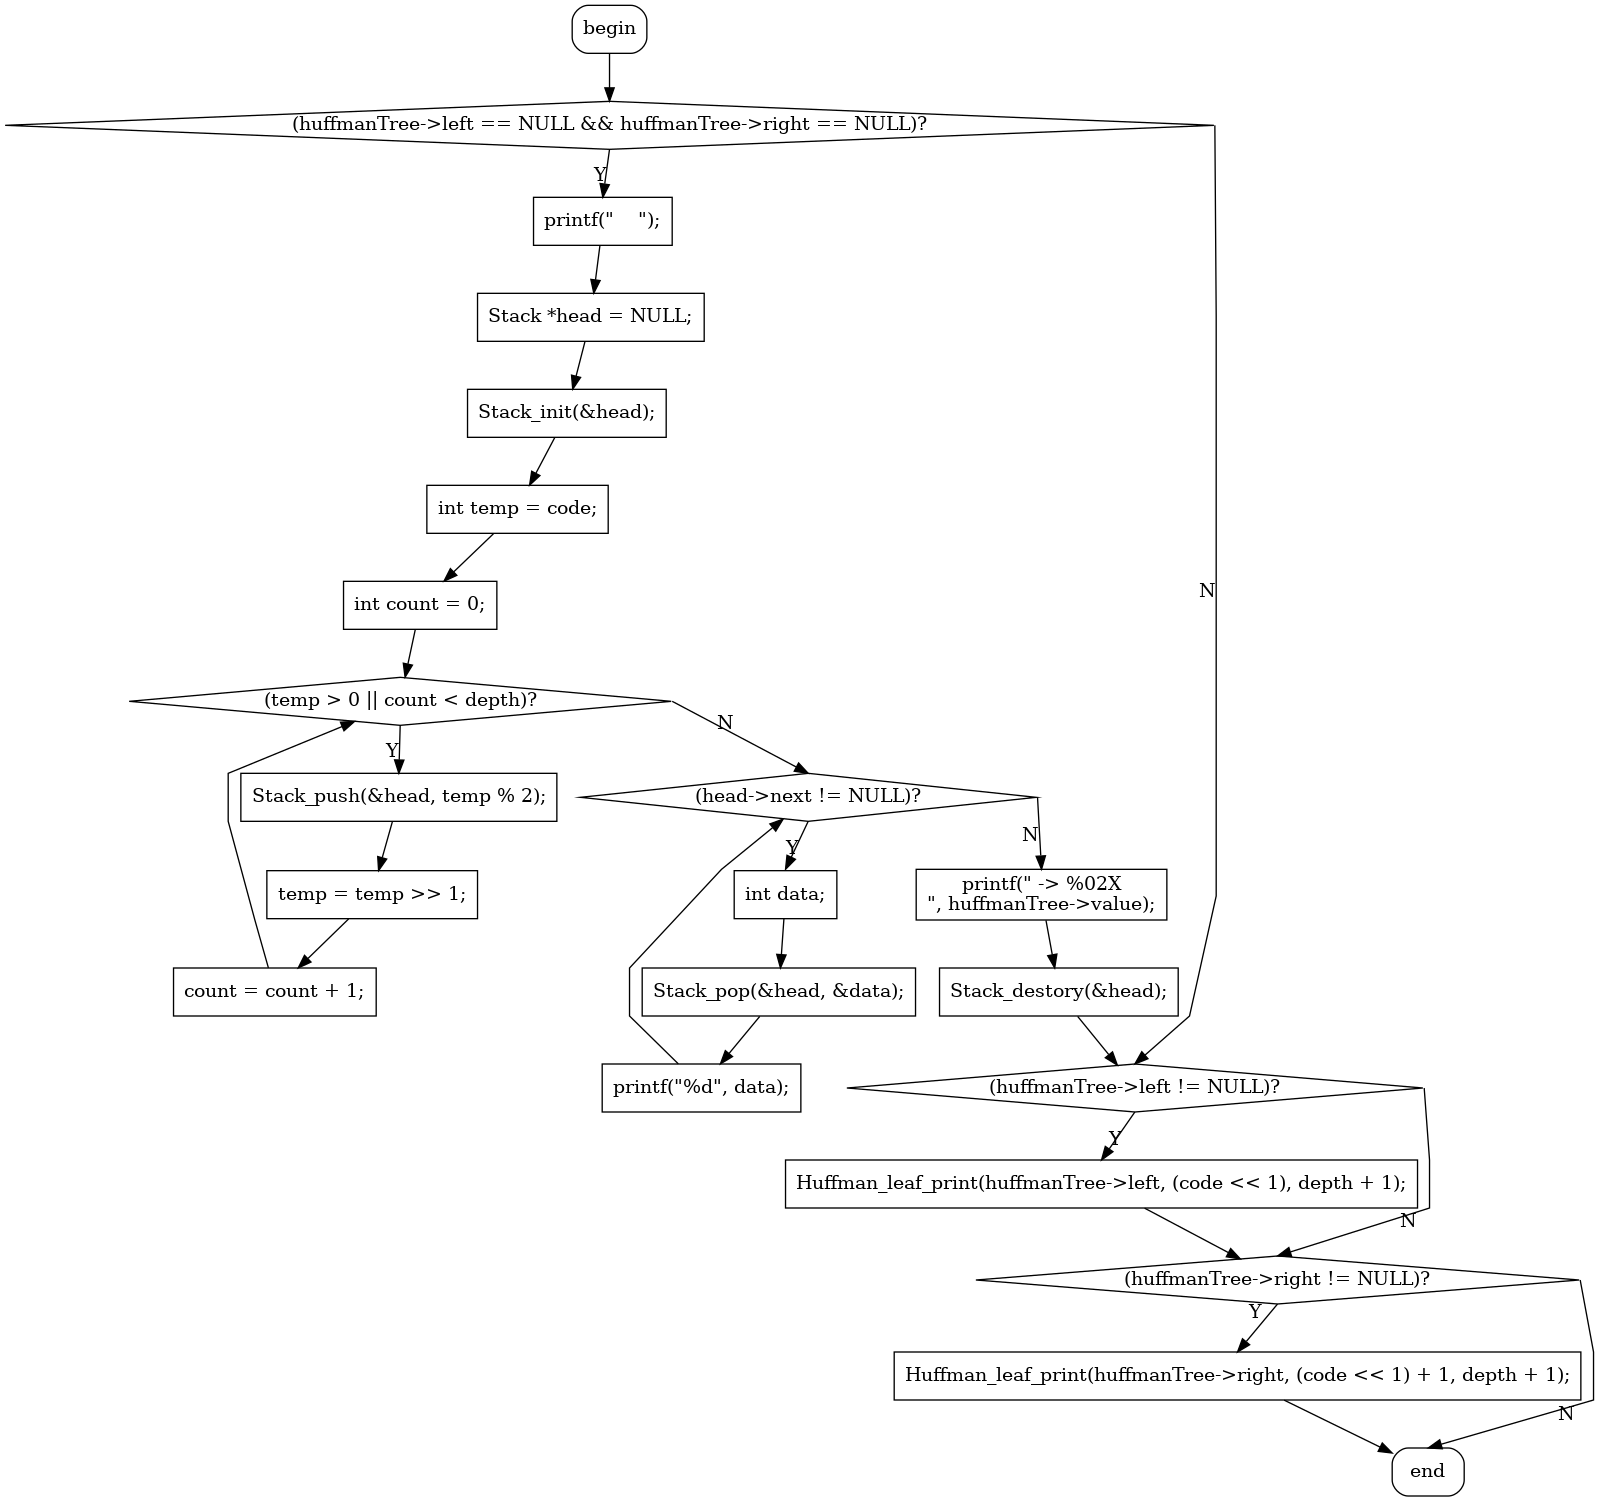 begin
(huffmanTree->left == NULL && huffmanTree->right == NULL)?
Y
printf("    ");
Stack *head = NULL;
Stack_init(&head);
int temp = code;
N
int count = 0;
(temp > 0 || count < depth)?
N
Y
Stack_push(&head, temp % 2);
(head->next != NULL)?
N
Y
temp = temp >> 1;
int data;
printf(" -> %02X
", huffmanTree->value);
count = count + 1;
Stack_pop(&head, &data);
Stack_destory(&head);
printf("%d", data);
(huffmanTree->left != NULL)?
Y
Huffman_leaf_print(huffmanTree->left, (code << 1), depth + 1);
N
(huffmanTree->right != NULL)?
Y
Huffman_leaf_print(huffmanTree->right, (code << 1) + 1, depth + 1);
N
end